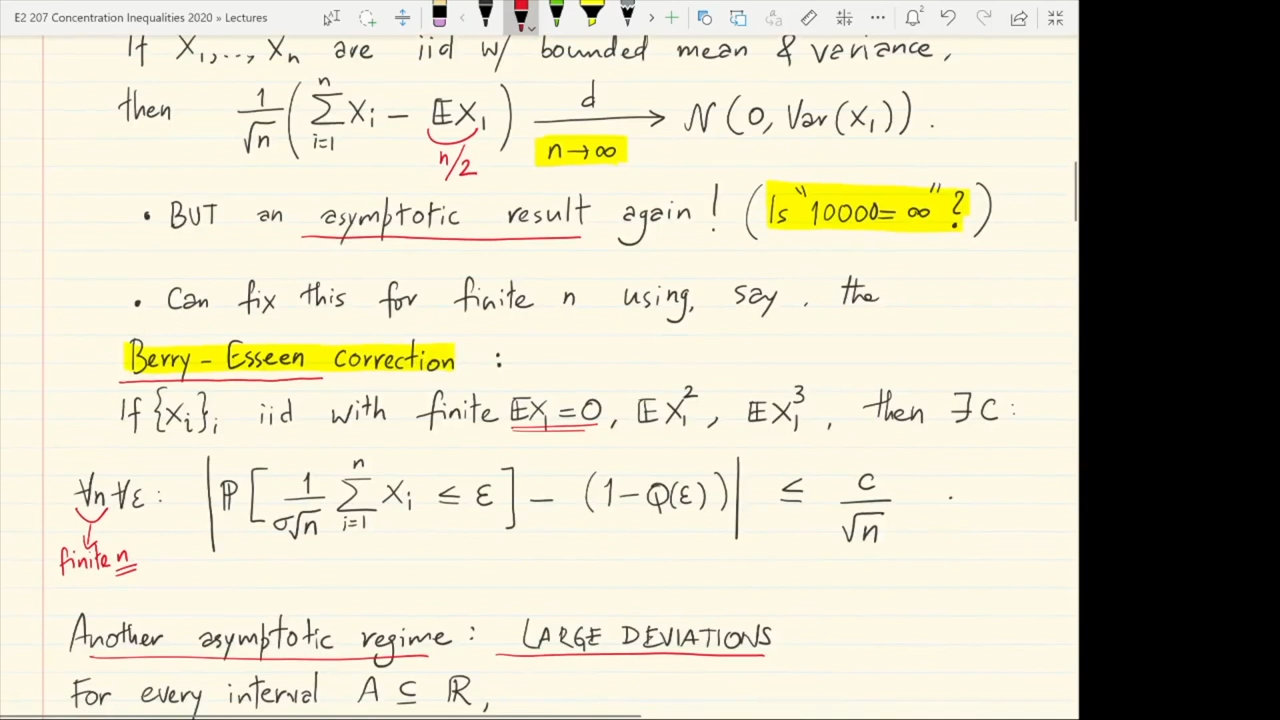 E2 207 Concentration Inequalities 2020 » Lectures
If X₁,..,Xₙ are iid w/ bounded mean & variance,
then 1/√n ( ∑ᵢ₌₁ⁿ Xᵢ − 𝔼X₁ ) →ᵈ 𝒩(0, Var(X₁)).
n/2 n→∞
• BUT an asymptotic result again! (Is "10000= ∞"?)
• Can fix this for finite n using, say, the
Berry-Esseen correction :
If {Xᵢ}ᵢ iid with finite 𝔼X₁=0, 𝔼X₁², 𝔼X₁³, then ∃C:
∀n ∀ε: | ℙ[ 1/(σ√n) ∑ᵢ₌₁ⁿ Xᵢ ≤ ε ] − (1−Q(ε)) | ≤ C/√n .
finite n
Another asymptotic regime: LARGE DEVIATIONS
For every interval A ⊆ ℝ,